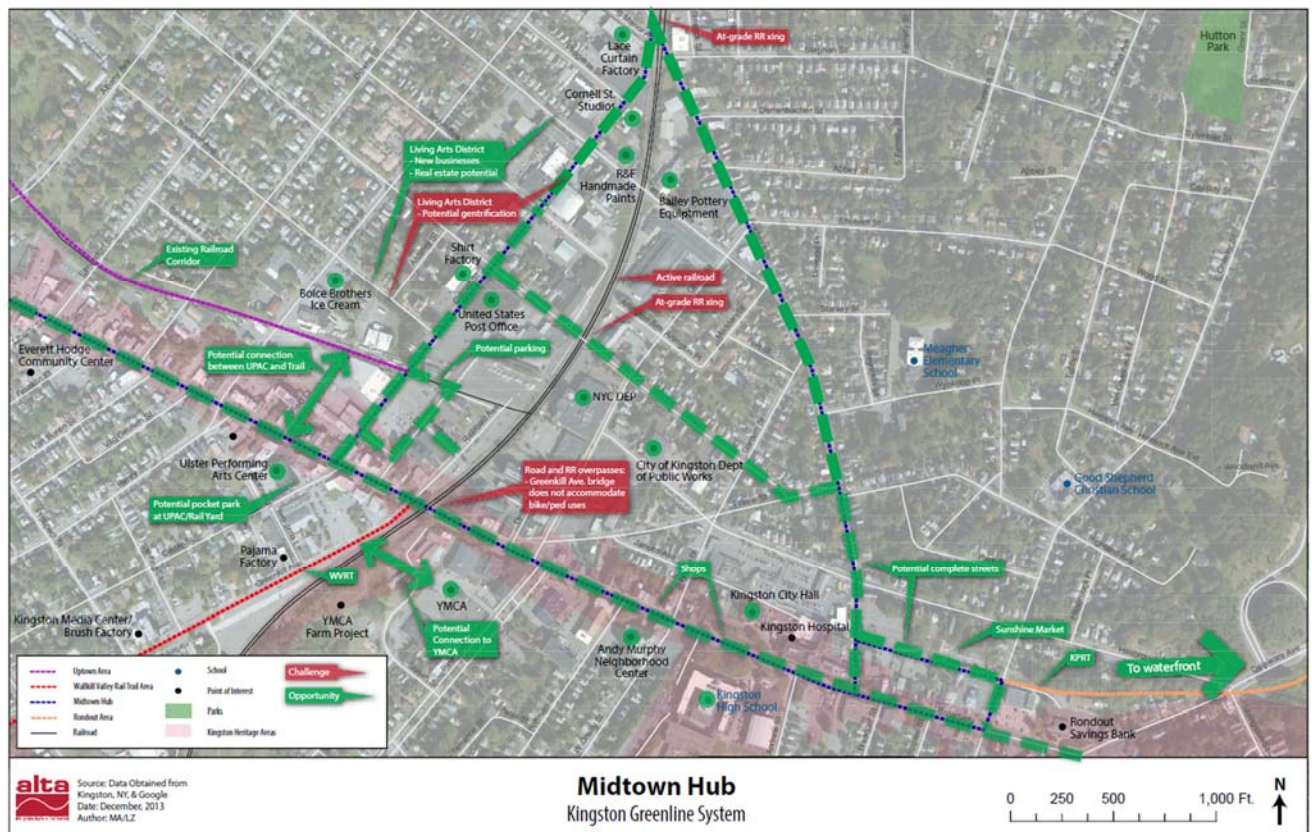 At-grade RR xing
Hutton
Park
Lace
Curtain
Factory
Cornell St.
Studios
Living Arts District
- New businesses
- Real estate potential
R&F
Handmade
Paints
Bailey Pottery
Equiptment
Living Arts District
- Potential gentrification
Existing Railroad
Corridor
Shirt
Factory
Boice Brothers
Ice Cream
Active railroad
United States
Post Office
At-grade RR xing
Everett Hodge
Community Center
Potential connection
between UPAC and Trail
Potential parking
Meagher
Elementary
School
NYC DEP
Ulster Performing
Arts Center
City of Kingston Dept
of Public Works
Road and RR overpasses:
- Greenkill Ave. bridge
does not accommodate
bike/ped uses
Good Shepherd
Christian School
Potential pocket park
at UPAC/Rail Yard
Pajama
Factory
WVRT
Shops
Potential complete streets
YMCA
Kingston City Hall
Kingston Media Center/
Brush Factory
YMCA
Farm Project
Potential
Connection to
YMCA
Andy Murphy
Neighborhood
Center
Kingston Hospital
Sunshine Market
KPRT
To waterfront
Kingston
High School
Rondout
Savings Bank
Uptown Area
Wallkill Valley Rail Trail Area
Midtown Hub
Rondout Area
Railroad
School
Point of Interest
Parks
Kingston Heritage Areas
Challenge
Opportunity
alta
Source: Data Obtained from
Kingston, NY, & Google
Date: December, 2013
Author: MA/LZ
Midtown Hub
Kingston Greenline System
0 250 500 1,000 Ft.
N